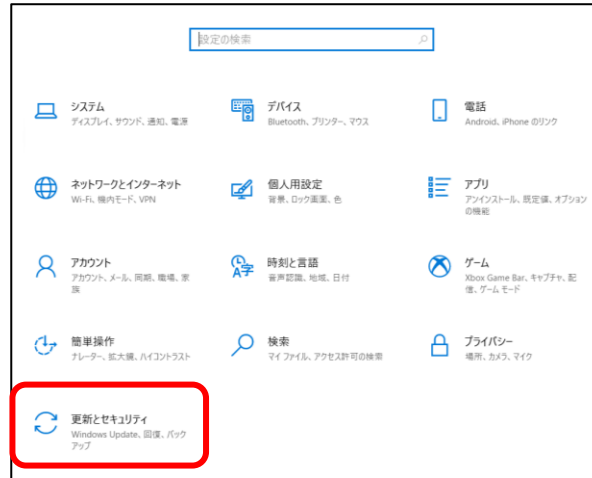 設定の検索
システム
ディスプレイ、サウンド、通知、電源
デバイス
Bluetooth、プリンター、マウス
電話
Android、iPhone のリンク
ネットワークとインターネット
Wi-Fi、機内モード、VPN
個人用設定
背景、ロック画面、色
アプリ
アンインストール、既定値、オプション
の機能
アカウント
アカウント、メール、同期、職場、家
族
時刻と言語
音声認識、地域、日付
ゲーム
Xbox Game Bar、キャプチャ、配
信、ゲーム モード
簡単操作
ナレーター、拡大鏡、ハイコントラスト
検索
マイ ファイル、アクセス許可の検索
プライバシー
場所、カメラ、マイク
更新とセキュリティ
Windows Update、回復、バック
アップ